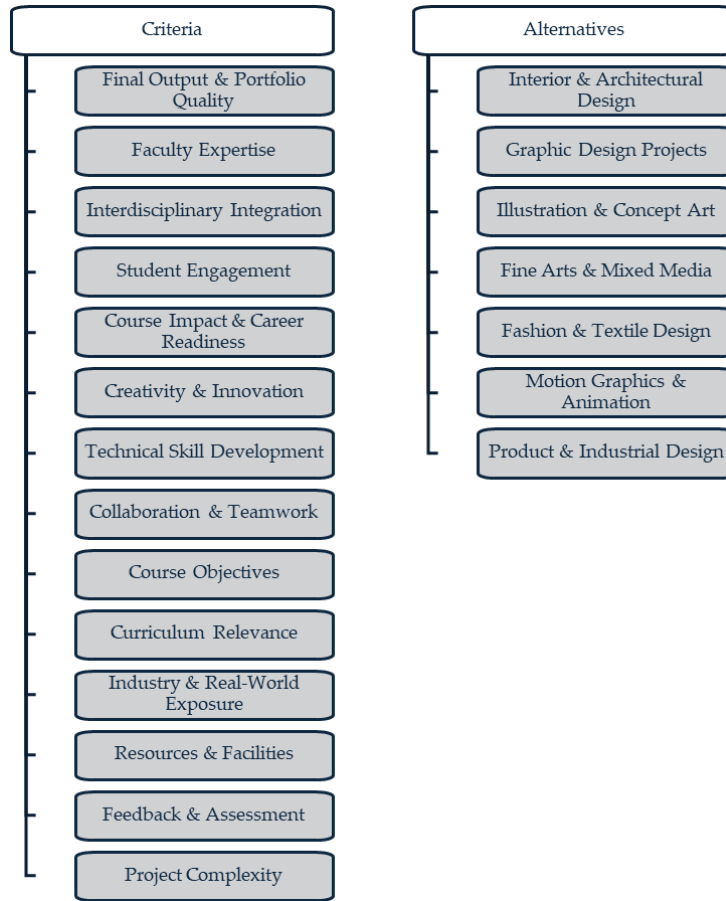 Criteria
Final Output & Portfolio
Quality
Faculty Expertise
Interdisciplinary Integration
Student Engagement
Course Impact & Career
Readiness
Creativity & Innovation
Technical Skill Development
Collaboration & Teamwork
Course Objectives
Curriculum Relevance
Industry & Real-World
Exposure
Resources & Facilities
Feedback & Assessment
Project Complexity
Alternatives
Interior & Architectural
Design
Graphic Design Projects
Illustration & Concept Art
Fine Arts & Mixed Media
Fashion & Textile Design
Motion Graphics &
Animation
Product & Industrial Design